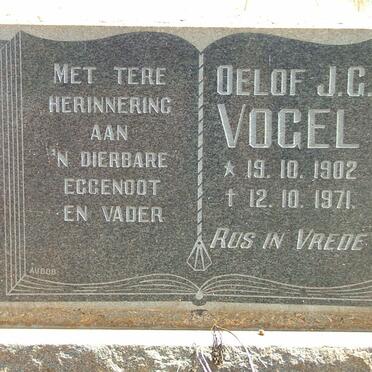 MET TERE
HERINNERING
AAN
'N DIERBARE
EGGENOOT
EN VADER
OELOF J.G.
VOGEL
* 19. 10. 1902
† 12. 10. 1971.
RUS IN VREDE